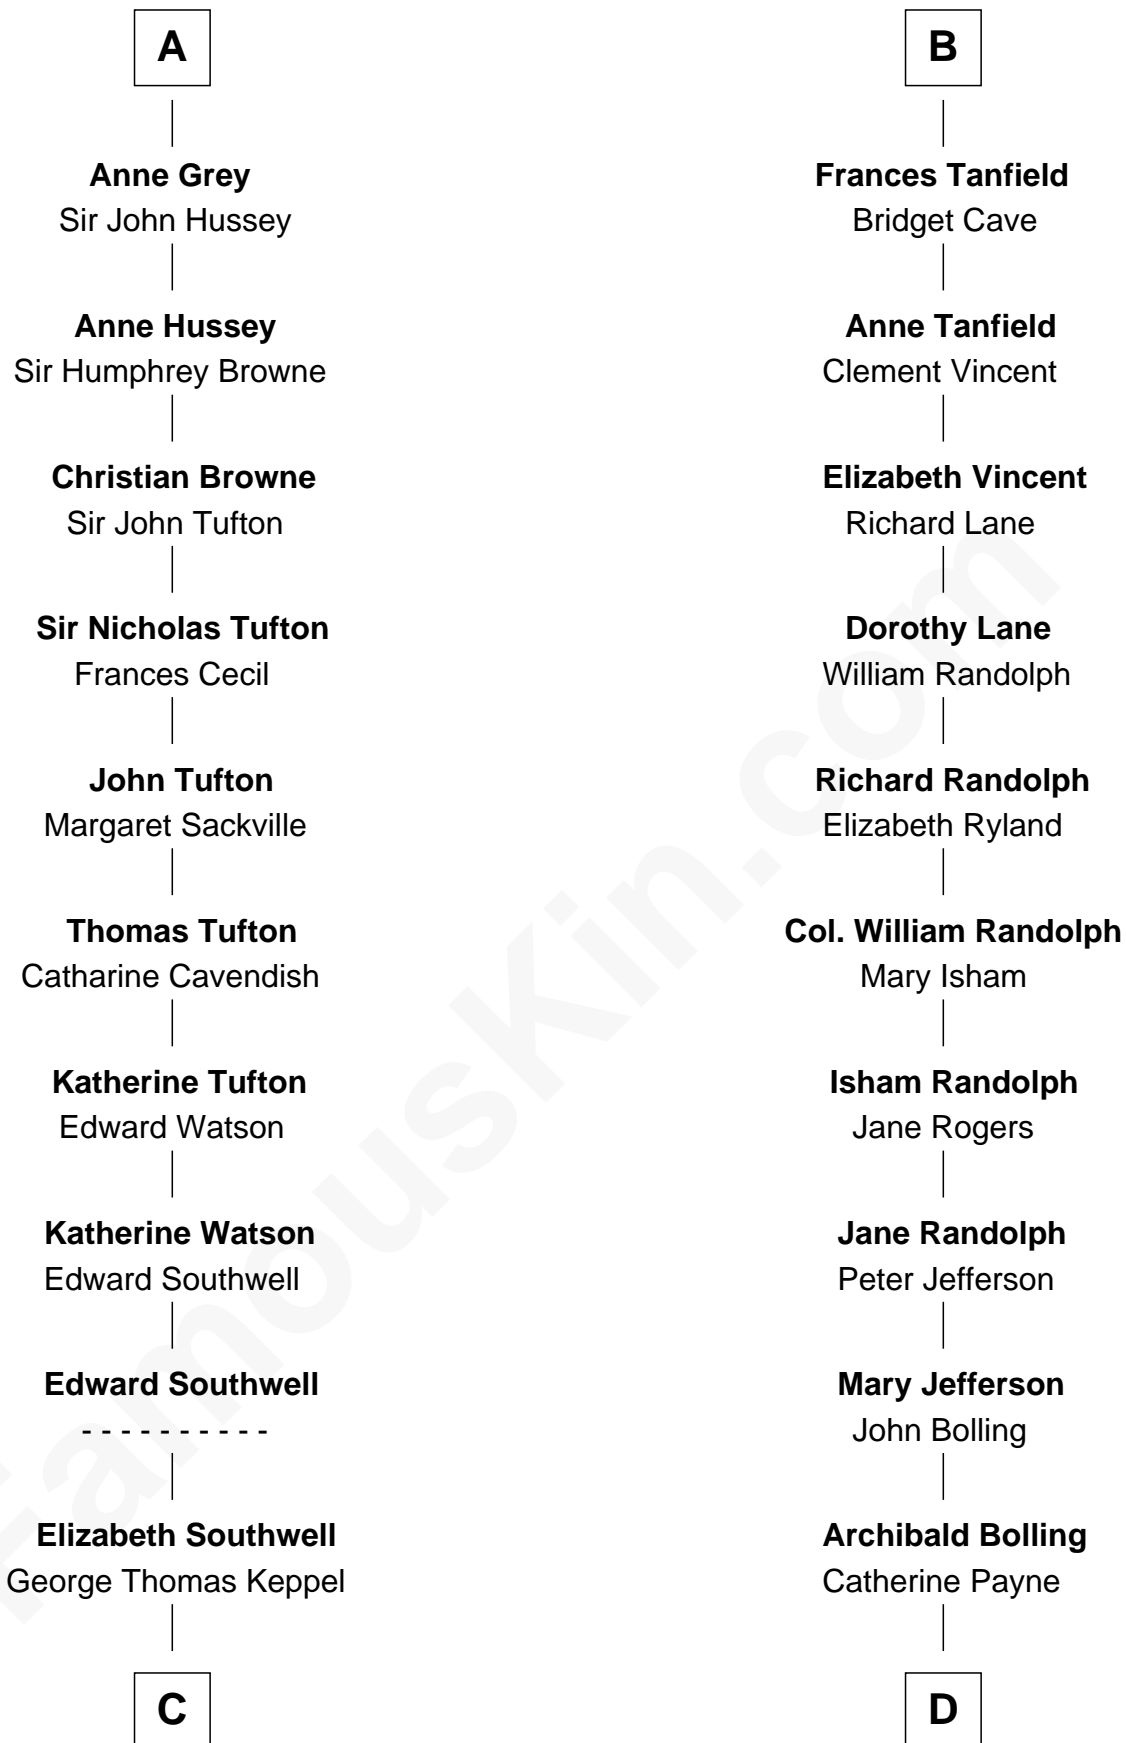 A
Anne Grey
Sir John Hussey
Anne Hussey
Sir Humphrey Browne
Christian Browne
Sir John Tufton
Sir Nicholas Tufton
Frances Cecil
John Tufton
Margaret Sackville
Thomas Tufton
Catharine Cavendish
Katherine Tufton
Edward Watson
Katherine Watson
Edward Southwell
Edward Southwell
- - - - - - - - - -
Elizabeth Southwell
George Thomas Keppel
C
B
Frances Tanfield
Bridget Cave
Anne Tanfield
Clement Vincent
Elizabeth Vincent
Richard Lane
Dorothy Lane
William Randolph
Richard Randolph
Elizabeth Ryland
Col. William Randolph
Mary Isham
Isham Randolph
Jane Rogers
Jane Randolph
Peter Jefferson
Mary Jefferson
John Bolling
Archibald Bolling
Catherine Payne
D
FamousKin.com